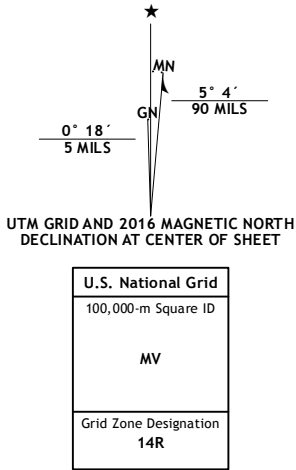 ★
MN
5° 4´
90 MILS
GN
0° 18´
5 MILS
UTM GRID AND 2016 MAGNETIC NORTH
DECLINATION AT CENTER OF SHEET
U.S. National Grid
100,000-m Square ID
MV
Grid Zone Designation
14R